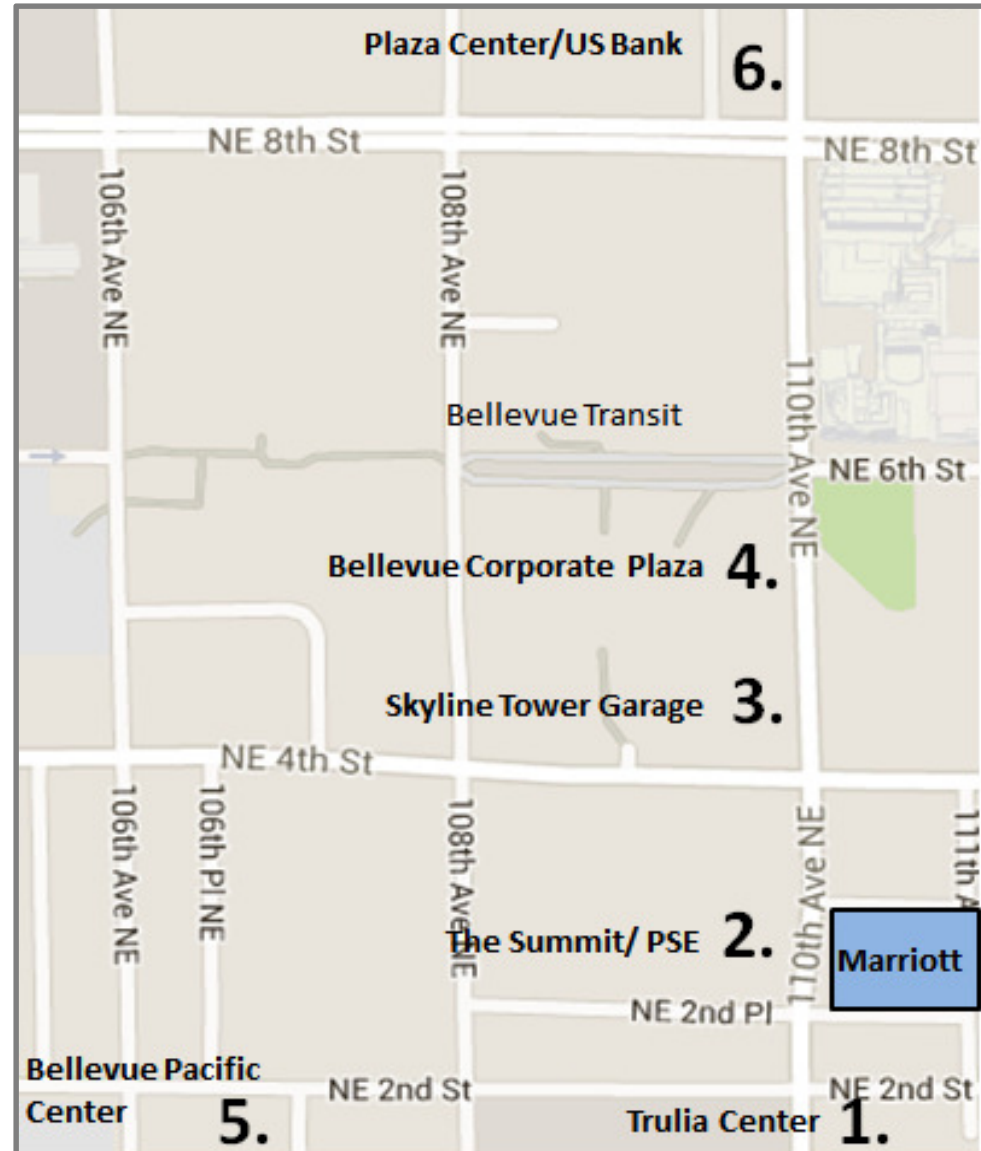 Plaza Center/US Bank 6.
NE 8th St
NE 8th St
106th Ave NE
108th Ave NE
110th Ave NE
Bellevue Transit
NE 6th St
Bellevue Corporate Plaza 4.
Skyline Tower Garage 3.
NE 4th St
106th Ave NE
106th Pl NE
108th Ave NE
110th Ave NE
111th A
The Summit/ PSE 2.
Marriott
NE 2nd Pl
Bellevue Pacific
Center 5.
NE 2nd St
NE 2nd St
Trulia Center 1.